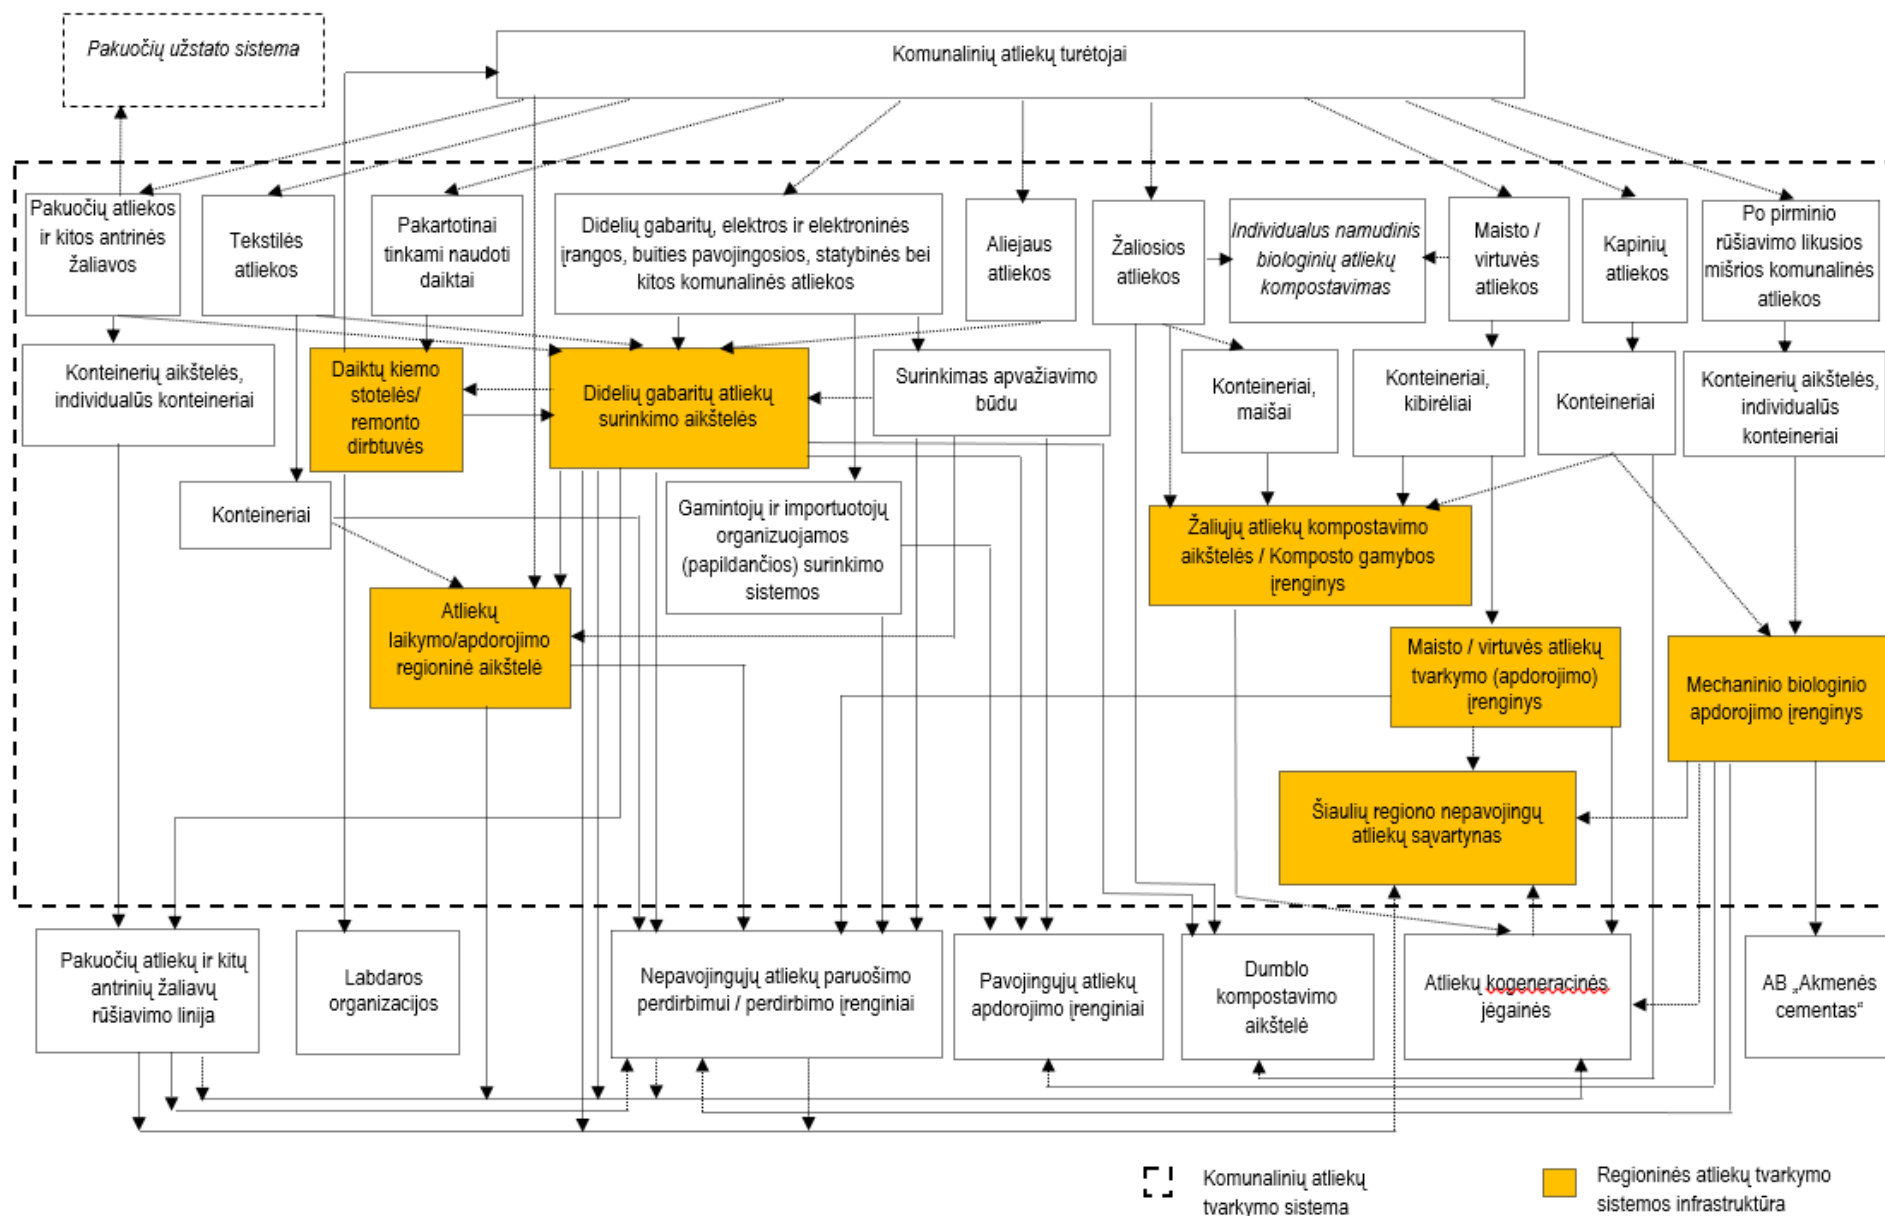 Pakuočių užstato sistema
Komunalinių atliekų turėtojai
Pakuočių atliekos
ir kitos antrinės
žaliavos
Tekstilės
atliekos
Pakartotinai
tinkami naudoti
daiktai
Didelių gabaritų, elektros ir elektroninės
įrangos, buities pavojingosios, statybinės bei
kitos komunalinės atliekos
Aliejaus
atliekos
Žaliosios
atliekos
Individualus namudinis
biologinių atliekų
kompostavimas
Maisto /
virtuvės
atliekos
Kapinių
atliekos
Po pirminio
rūšiavimo likusios
mišrios komunalinės
atliekos
Konteinerių aikštelės,
individualūs konteineriai
Daiktų kiemo
stotelės/
remonto
dirbtuvės
Didelių gabaritų atliekų
surinkimo aikštelės
Surinkimas apvažiavimo
būdu
Konteineriai,
maišai
Konteineriai,
kibirėliai
Konteineriai
Konteinerių aikštelės,
individualūs
konteineriai
Konteineriai
Gamintojų ir importuotojų
organizuojamos
(papildančios) surinkimo
sistemos
Žaliųjų atliekų kompostavimo
aikštelės / Komposto gamybos
įrenginys
Atliekų
laikymo/apdorojimo
regioninė aikštelė
Maisto / virtuvės atliekų
tvarkymo (apdorojimo)
įrenginys
Mechaninio biologinio
apdorojimo įrenginys
Šiaulių regiono nepavojingų
atliekų sąvartynas
Pakuočių atliekų ir kitų
antrinių žaliavų
rūšiavimo linija
Labdaros
organizacijos
Nepavojingųjų atliekų paruošimo
perdirbimui / perdirbimo įrenginiai
Pavojingųjų atliekų
apdorojimo įrenginiai
Dumblo
kompostavimo
aikštelė
Atliekų kogeneracinės
jėgainės
AB „Akmenės
cementas“
Komunalinių atliekų
tvarkymo sistema
Regioninės atliekų tvarkymo
sistemos infrastruktūra